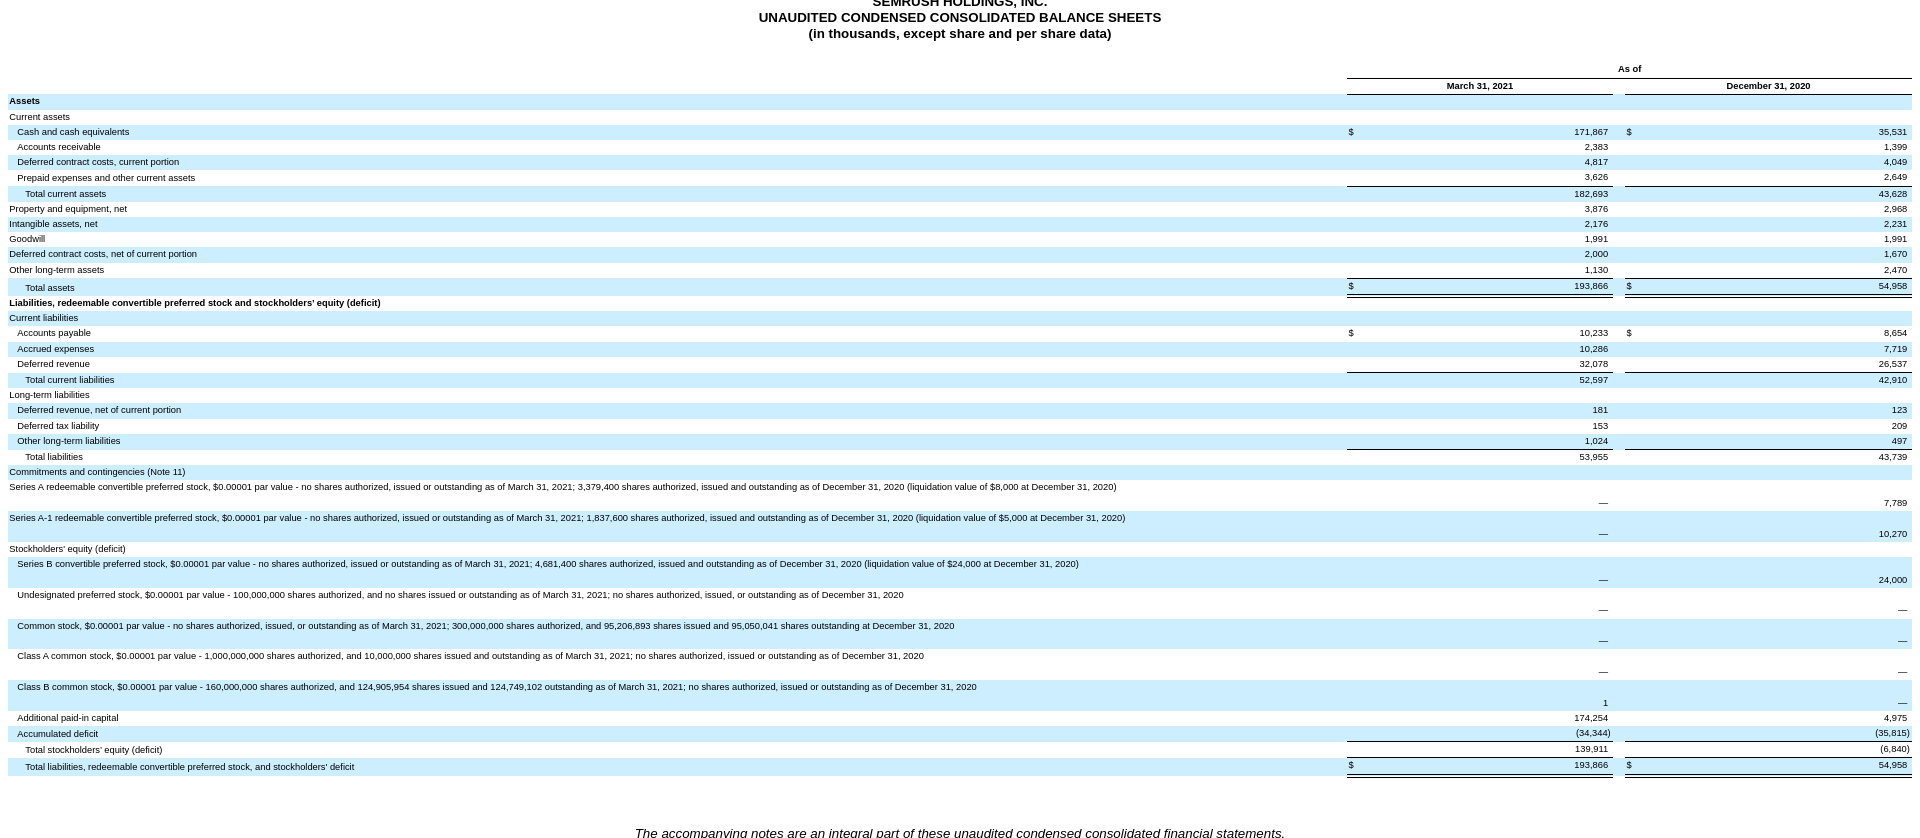 SEMRUSH HOLDINGS, INC.
UNAUDITED CONDENSED CONSOLIDATED BALANCE SHEETS
(in thousands, except share and per share data)
As of
March 31, 2021 December 31, 2020
Assets
Current assets
Cash and cash equivalents $ 171,867 $ 35,531
Accounts receivable 2,383 1,399
Deferred contract costs, current portion 4,817 4,049
Prepaid expenses and other current assets 3,626 2,649
Total current assets 182,693 43,628
Property and equipment, net 3,876 2,968
Intangible assets, net 2,176 2,231
Goodwill 1,991 1,991
Deferred contract costs, net of current portion 2,000 1,670
Other long-term assets 1,130 2,470
Total assets $ 193,866 $ 54,958
Liabilities, redeemable convertible preferred stock and stockholders' equity (deficit)
Current liabilities
Accounts payable $ 10,233 $ 8,654
Accrued expenses 10,286 7,719
Deferred revenue 32,078 26,537
Total current liabilities 52,597 42,910
Long-term liabilities
Deferred revenue, net of current portion 181 123
Deferred tax liability 153 209
Other long-term liabilities 1,024 497
Total liabilities 53,955 43,739
Commitments and contingencies (Note 11)
Series A redeemable convertible preferred stock, $0.00001 par value - no shares authorized, issued or outstanding as of March 31, 2021; 3,379,400 shares authorized, issued and outstanding as of December 31, 2020 (liquidation value of $8,000 at December 31, 2020)
— 7,789
Series A-1 redeemable convertible preferred stock, $0.00001 par value - no shares authorized, issued or outstanding as of March 31, 2021; 1,837,600 shares authorized, issued and outstanding as of December 31, 2020 (liquidation value of $5,000 at December 31, 2020)
— 10,270
Stockholders' equity (deficit)
Series B convertible preferred stock, $0.00001 par value - no shares authorized, issued or outstanding as of March 31, 2021; 4,681,400 shares authorized, issued and outstanding as of December 31, 2020 (liquidation value of $24,000 at December 31, 2020)
— 24,000
Undesignated preferred stock, $0.00001 par value - 100,000,000 shares authorized, and no shares issued or outstanding as of March 31, 2021; no shares authorized, issued, or outstanding as of December 31, 2020
— —
Common stock, $0.00001 par value - no shares authorized, issued, or outstanding as of March 31, 2021; 300,000,000 shares authorized, and 95,206,893 shares issued and 95,050,041 shares outstanding at December 31, 2020
— —
Class A common stock, $0.00001 par value - 1,000,000,000 shares authorized, and 10,000,000 shares issued and outstanding as of March 31, 2021; no shares authorized, issued or outstanding as of December 31, 2020
— —
Class B common stock, $0.00001 par value - 160,000,000 shares authorized, and 124,905,954 shares issued and 124,749,102 outstanding as of March 31, 2021; no shares authorized, issued or outstanding as of December 31, 2020
1 —
Additional paid-in capital 174,254 4,975
Accumulated deficit (34,344) (35,815)
Total stockholders' equity (deficit) 139,911 (6,840)
Total liabilities, redeemable convertible preferred stock, and stockholders' deficit $ 193,866 $ 54,958
The accompanying notes are an integral part of these unaudited condensed consolidated financial statements.